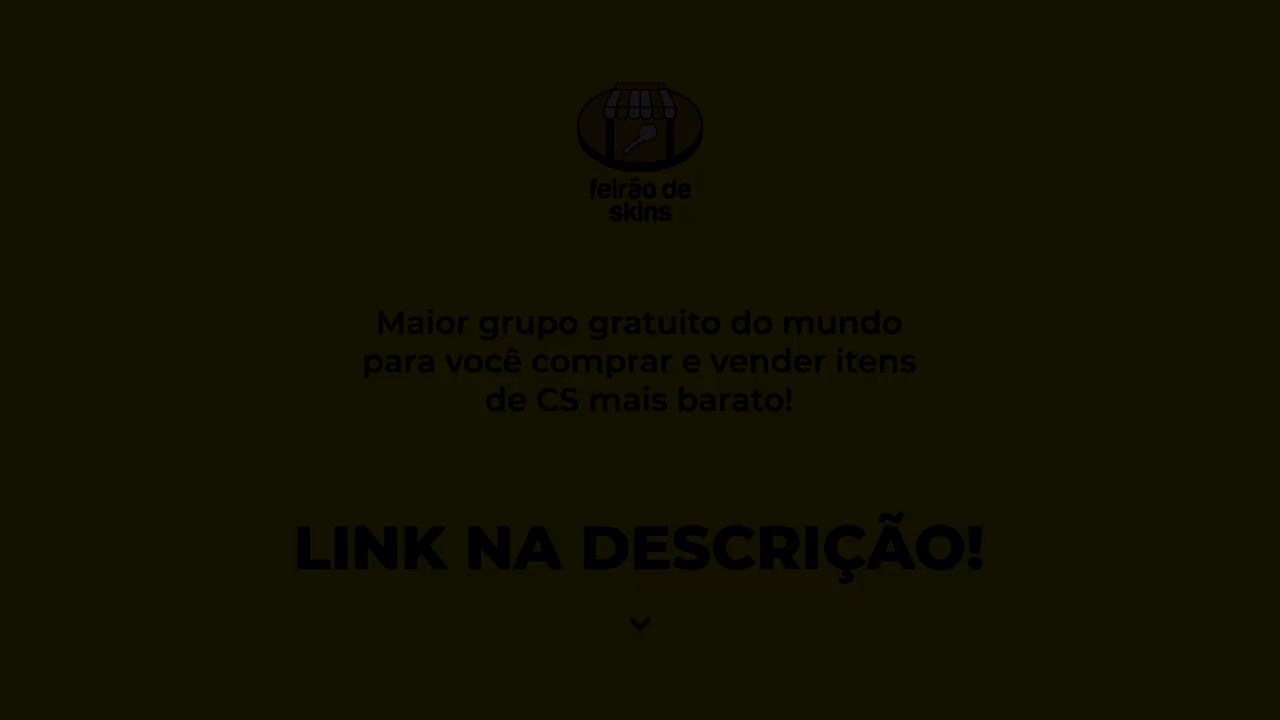 feirão de
skins
Maior grupo gratuito do mundo
para você comprar e vender itens
de CS mais barato!
LINK NA DESCRIÇÃO!